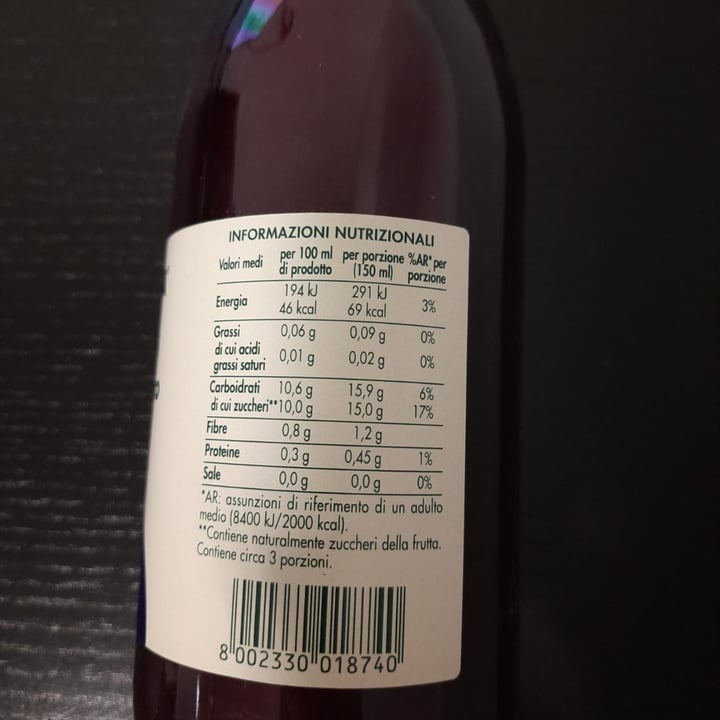 INFORMAZIONI NUTRIZIONALI
Valori medi per 100 ml di prodotto per porzione (150 ml) %AR* per porzione
Energia 194 kJ 291 kJ 3%
46 kcal 69 kcal
Grassi 0,06 g 0,09 g 0%
di cui acidi grassi saturi 0,01 g 0,02 g 0%
Carboidrati 10,6 g 15,9 g 6%
di cui zuccheri** 10,0 g 15,0 g 17%
Fibre 0,8 g 1,2 g
Proteine 0,3 g 0,45 g 1%
Sale 0,0 g 0,0 g 0%
*AR: assunzioni di riferimento di un adulto
medio (8400 kJ/2000 kcal).
**Contiene naturalmente zuccheri della frutta.
Contiene circa 3 porzioni.
8 002330 018740